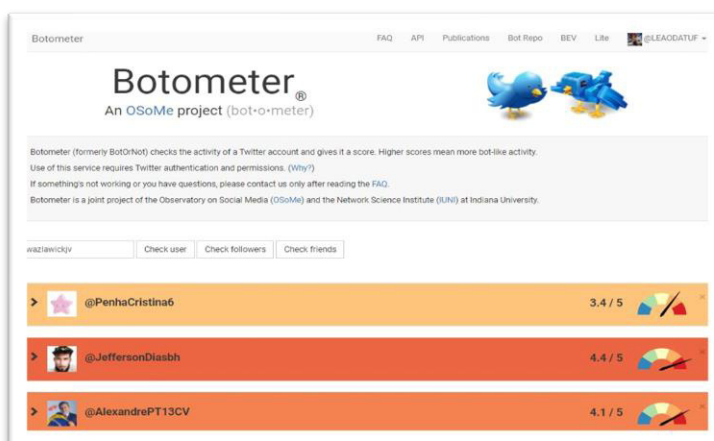 Botometer FAQ API Publications Bot Repo BEV Lite @LEAODATUF
Botometer®
An OSoMe project (bot•o•meter)
Botometer (formerly BotOrNot) checks the activity of a Twitter account and gives it a score. Higher scores mean more bot-like activity.
Use of this service requires Twitter authentication and permissions. (Why?)
If something's not working or you have questions, please contact us only after reading the FAQ.
Botometer is a joint project of the Observatory on Social Media (OSoMe) and the Network Science Institute (IUNI) at Indiana University.
wazlawickjv Check user Check followers Check friends
@PenhaCristina6 3.4 / 5
@JeffersonDiasbh 4.4 / 5
@AlexandrePT13CV 4.1 / 5